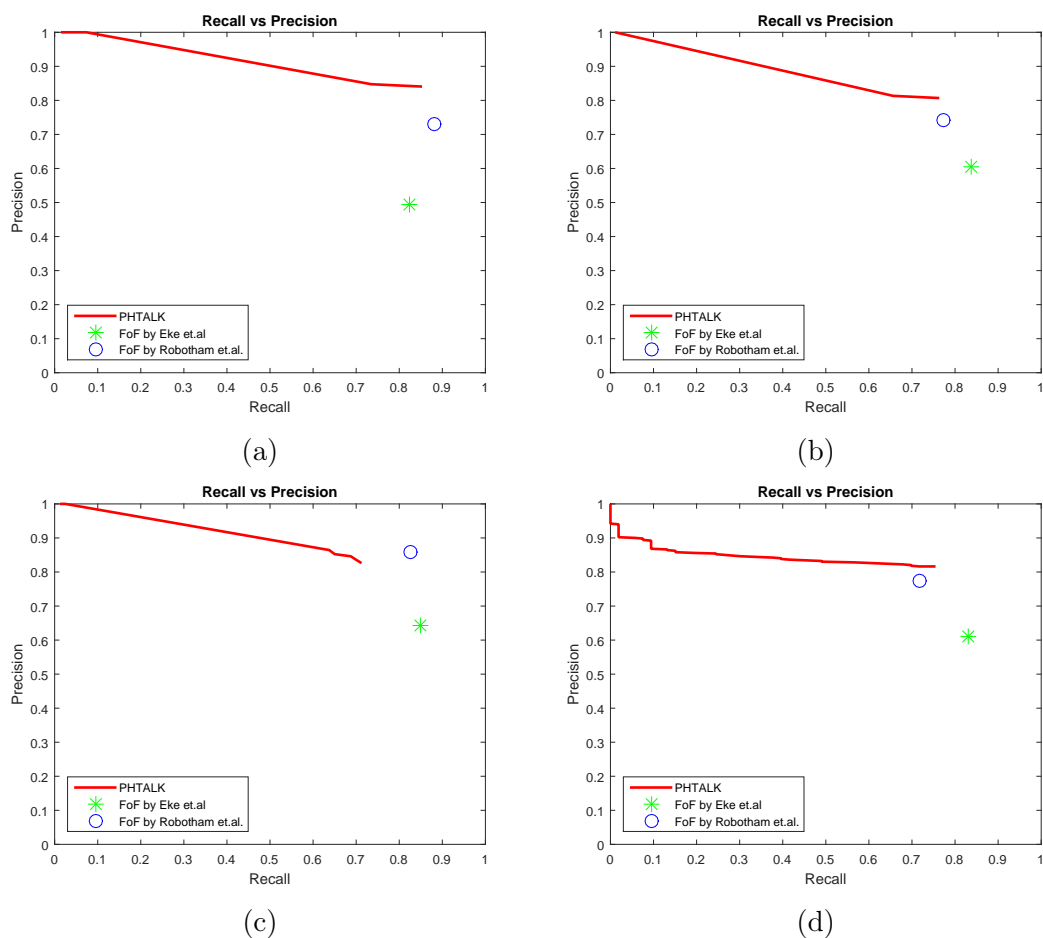 Recall vs Precision
1
0.9
0.8
0.7
0.6
0.5
0.4
0.3
0.2
0.1
0
Precision
PHTALK
FoF by Eke et.al
FoF by Robotham et.al.
0 0.1 0.2 0.3 0.4 0.5 0.6 0.7 0.8 0.9 1
Recall
(a)
Recall vs Precision
1
0.9
0.8
0.7
0.6
0.5
0.4
0.3
0.2
0.1
0
Precision
PHTALK
FoF by Eke et.al
FoF by Robotham et.al.
0 0.1 0.2 0.3 0.4 0.5 0.6 0.7 0.8 0.9 1
Recall
(b)
Recall vs Precision
1
0.9
0.8
0.7
0.6
0.5
0.4
0.3
0.2
0.1
0
Precision
PHTALK
FoF by Eke et.al
FoF by Robotham et.al.
0 0.1 0.2 0.3 0.4 0.5 0.6 0.7 0.8 0.9 1
Recall
(c)
Recall vs Precision
1
0.9
0.8
0.7
0.6
0.5
0.4
0.3
0.2
0.1
0
Precision
PHTALK
FoF by Eke et.al
FoF by Robotham et.al.
0 0.1 0.2 0.3 0.4 0.5 0.6 0.7 0.8 0.9 1
Recall
(d)